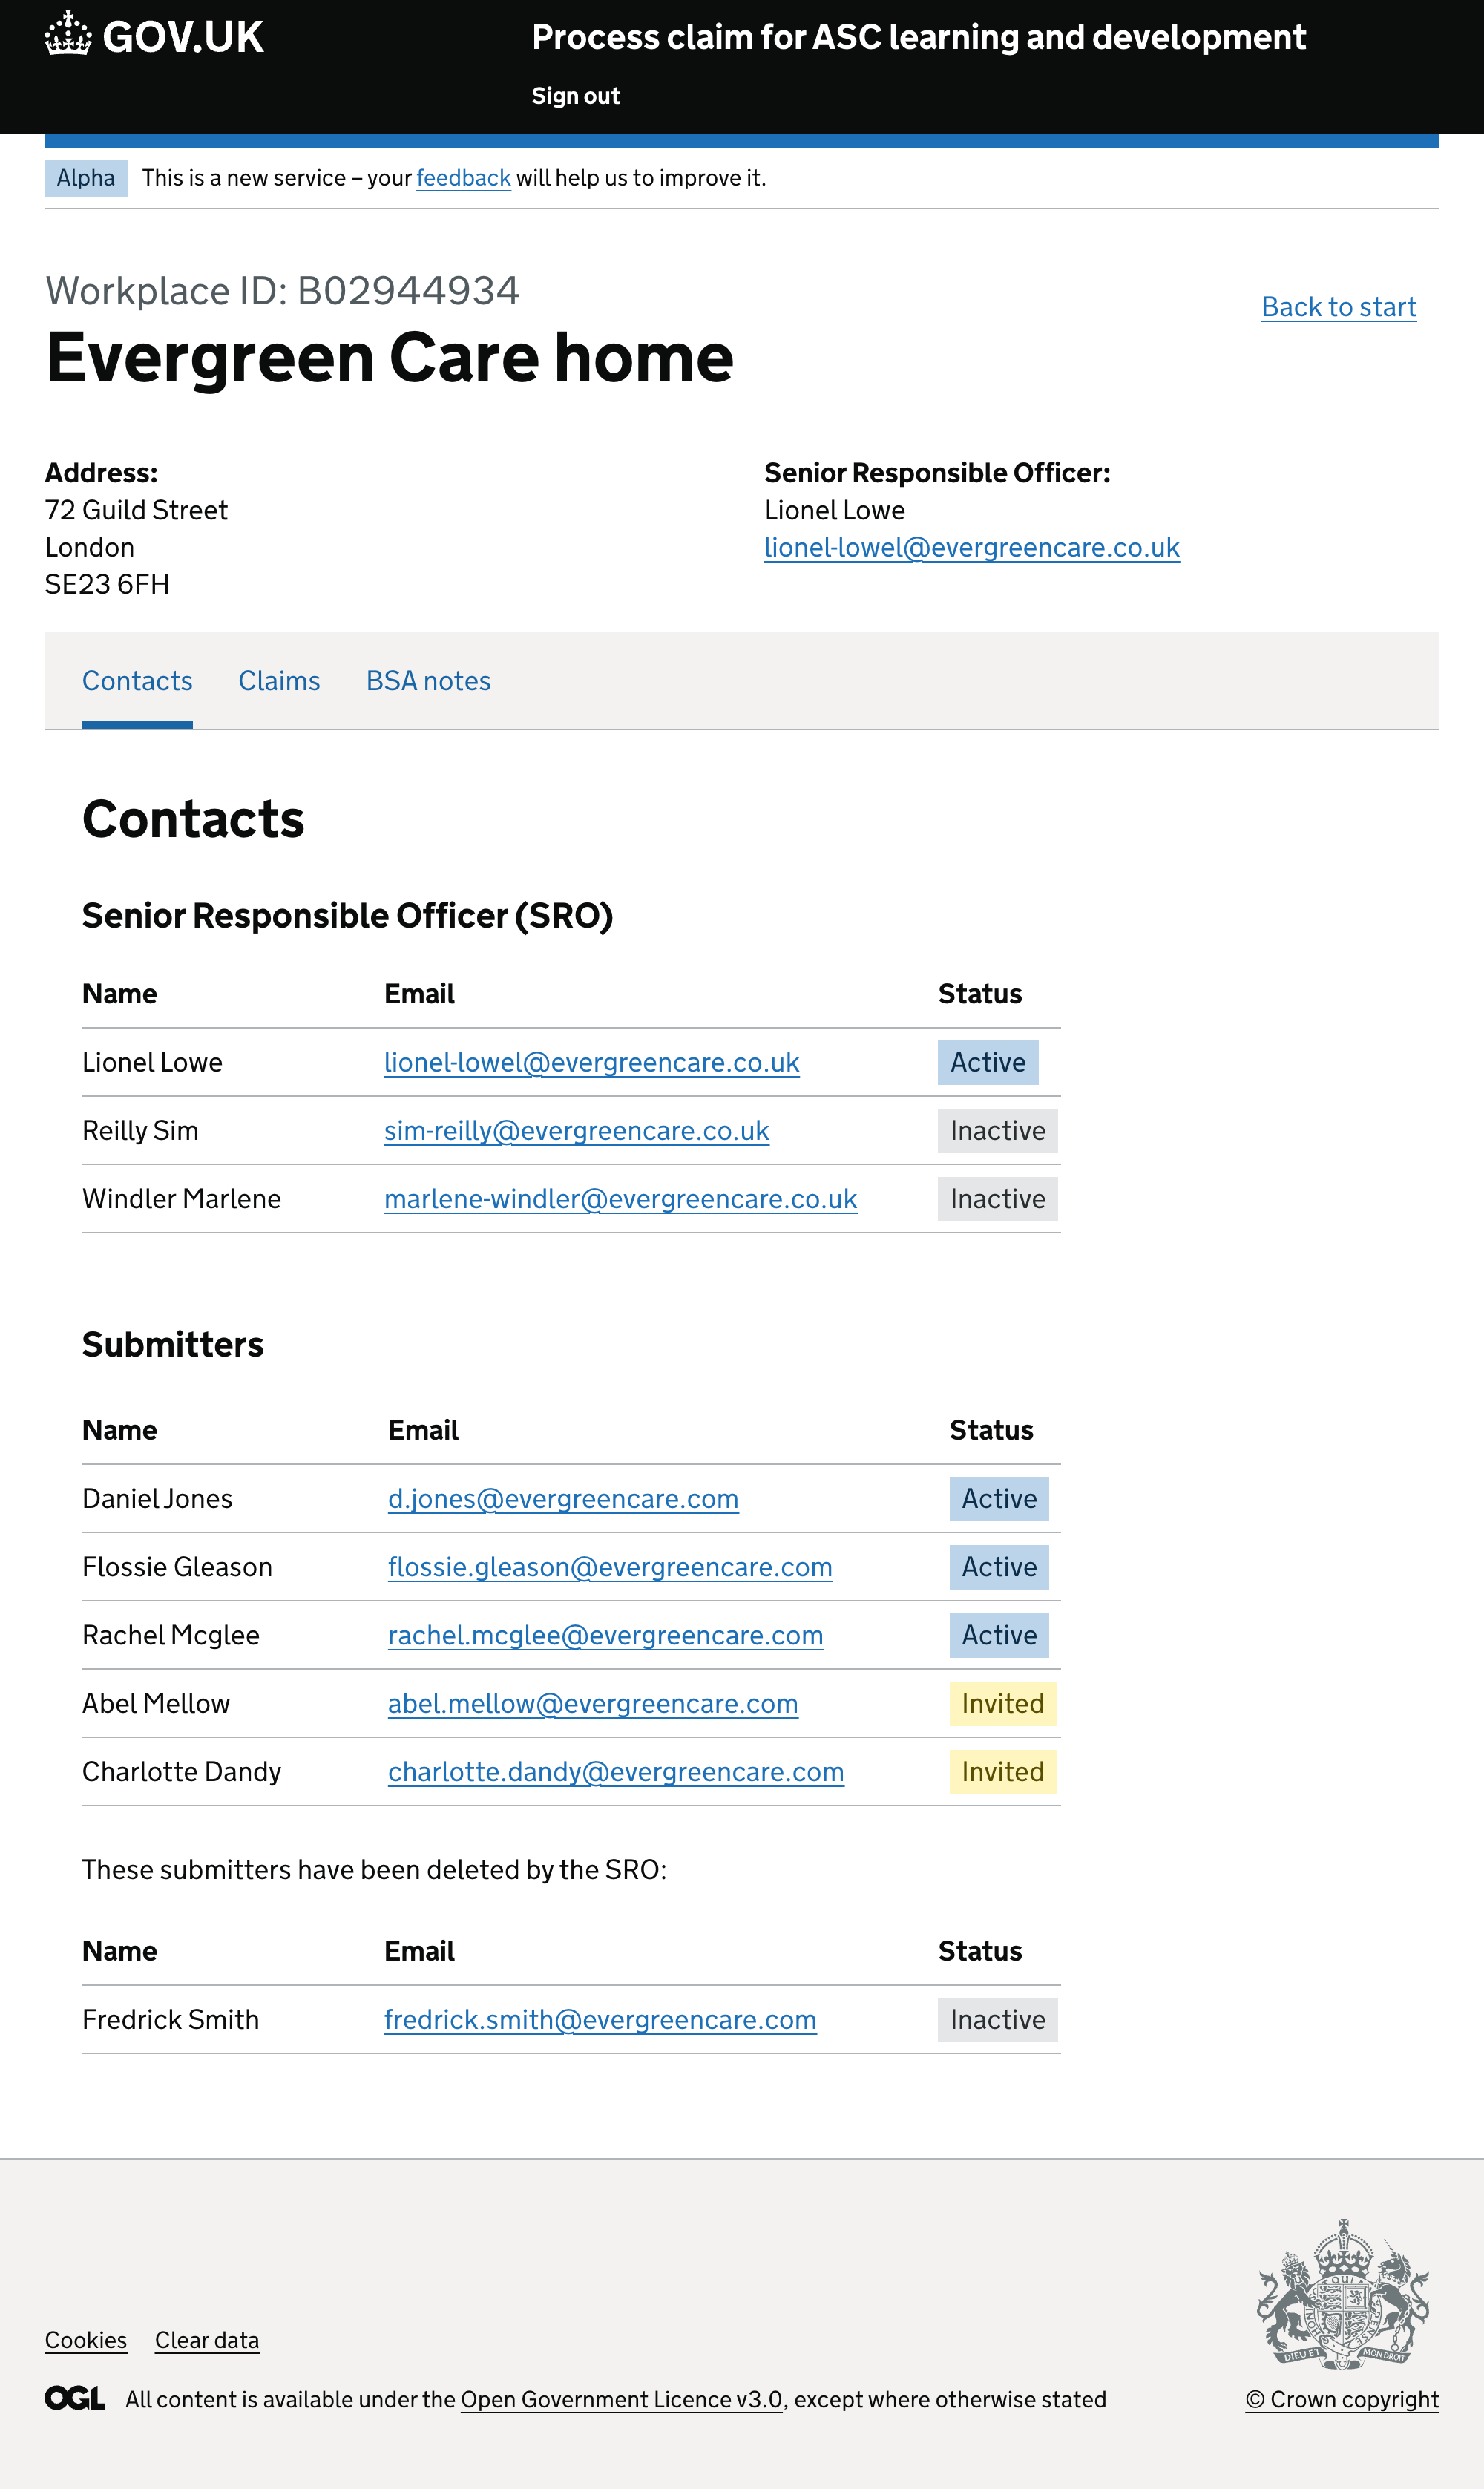 GOV.UK
Process claim for ASC learning and development
Sign out
Alpha This is a new service – your feedback will help us to improve it.
Workplace ID: B02944934
Back to start
Evergreen Care home
Address:
72 Guild Street
London
SE23 6FH
Senior Responsible Officer:
Lionel Lowe
lionel-lowel@evergreencare.co.uk
Contacts Claims BSA notes
Contacts
Senior Responsible Officer (SRO)
Name Email Status
Lionel Lowe lionel-lowel@evergreencare.co.uk Active
Reilly Sim sim-reilly@evergreencare.co.uk Inactive
Windler Marlene marlene-windler@evergreencare.co.uk Inactive
Submitters
Name Email Status
Daniel Jones d.jones@evergreencare.com Active
Flossie Gleason flossie.gleason@evergreencare.com Active
Rachel Mcglee rachel.mcglee@evergreencare.com Active
Abel Mellow abel.mellow@evergreencare.com Invited
Charlotte Dandy charlotte.dandy@evergreencare.com Invited
These submitters have been deleted by the SRO:
Name Email Status
Fredrick Smith fredrick.smith@evergreencare.com Inactive
DIEU ET MON DROIT
Cookies Clear data
OGL All content is available under the Open Government Licence v3.0, except where otherwise stated
© Crown copyright